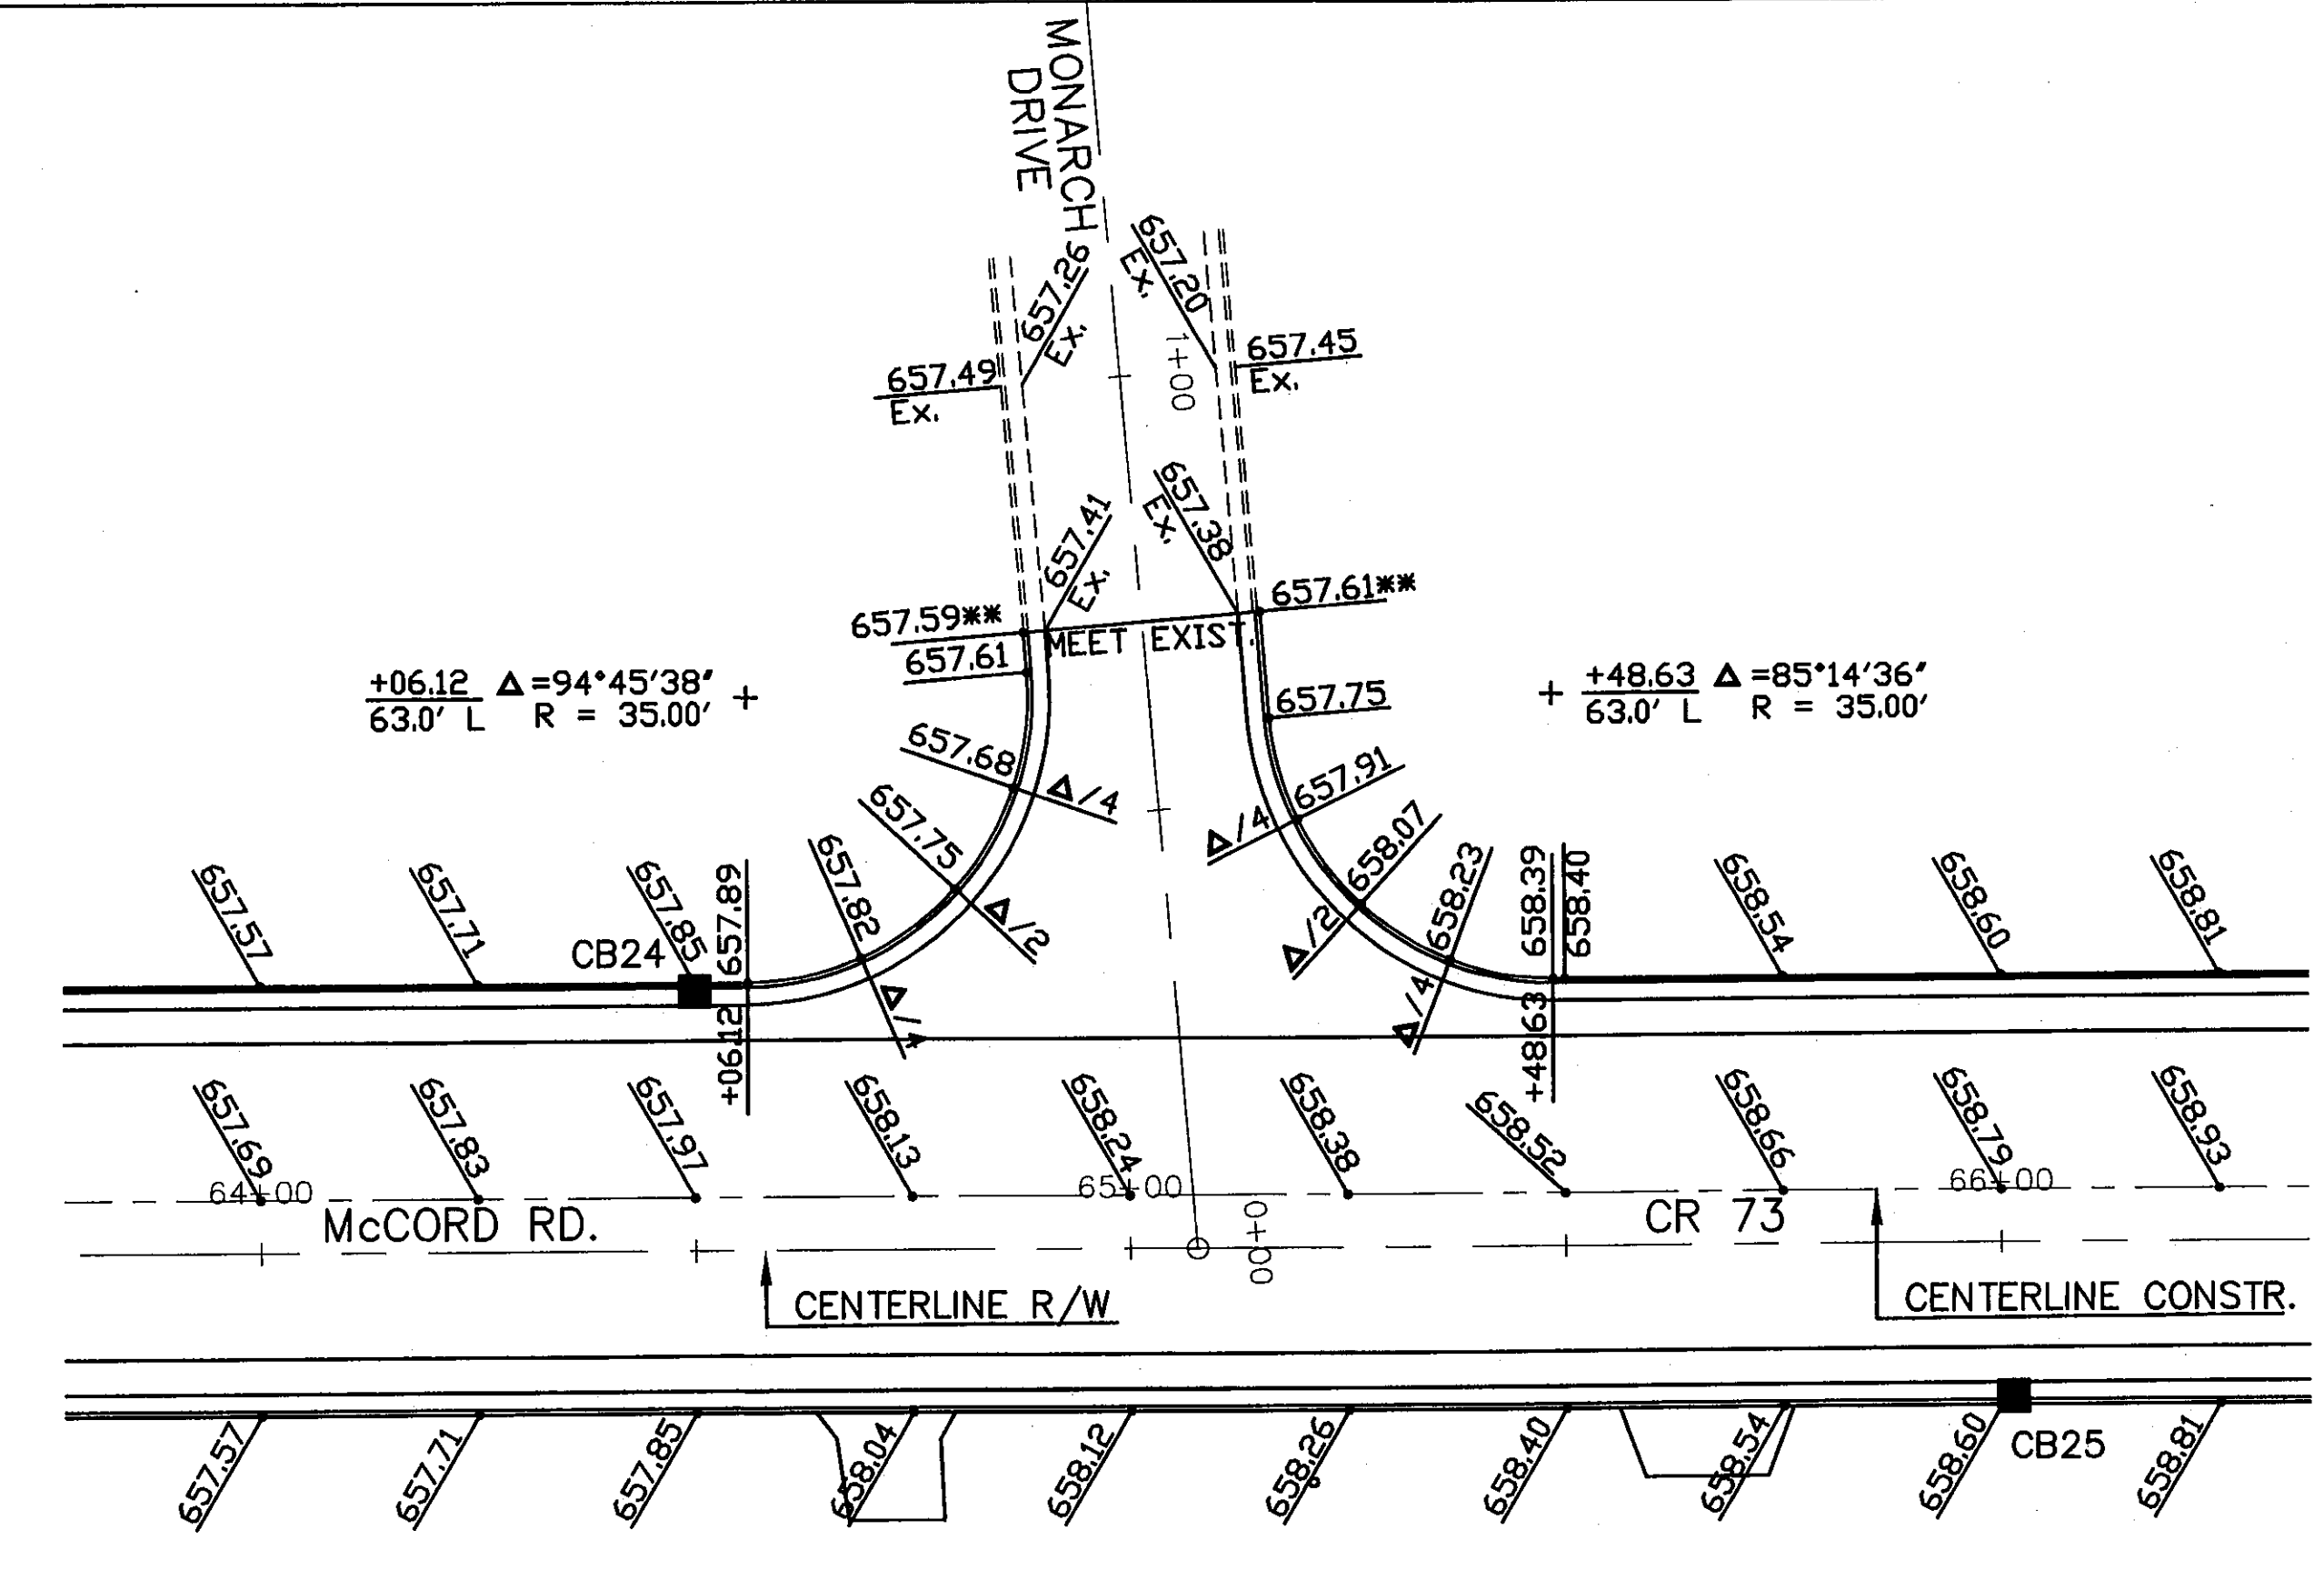 MONARCH
DRIVE
657.26
Ex.
657.20
Ex.
657.49
Ex.
657.45
Ex.
1+00
657.41
Ex.
657.38
Ex.
657.59**
657.61**
MEET EXIST.
657.61
657.75
+06.12 Δ=94°45'38"
63.0' L R = 35.00'
+48.63 Δ=85°14'36"
63.0' L R = 35.00'
657.68
Δ/4
657.91
Δ/4
657.75
Δ/2
658.07
Δ/2
657.82
Δ/4
658.23
Δ/4
657.57
657.71
657.85
CB24
657.89
+06.12
658.39
658.40
+48.63
658.54
658.60
658.81
657.69
657.83
657.97
658.13
658.24
658.38
658.52
658.66
658.79
658.93
64+00
65+00
66+00
McCORD RD.
CR 73
0+00
CENTERLINE R/W
CENTERLINE CONSTR.
657.57
657.71
657.85
658.04
658.12
658.26
658.40
658.54
658.60
CB25
658.81